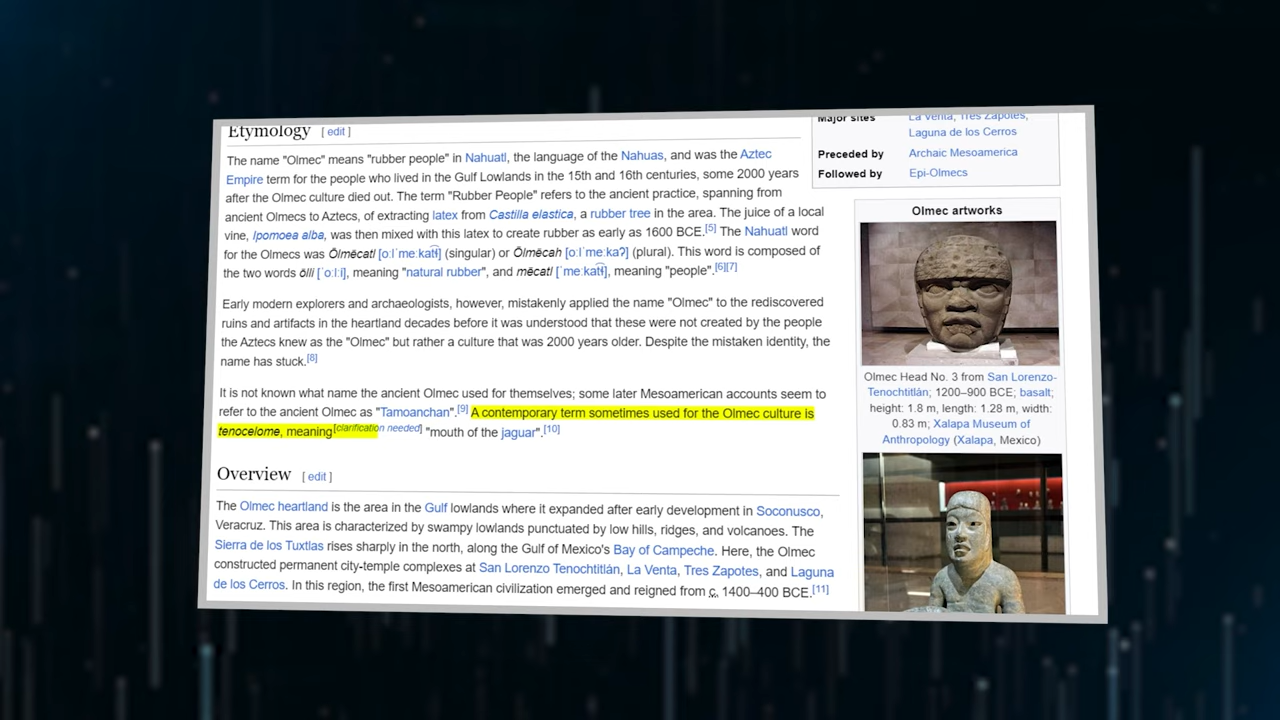 Etymology [ edit ]
The name "Olmec" means "rubber people" in Nahuatl, the language of the Nahuas, and was the Aztec
Empire term for the people who lived in the Gulf Lowlands in the 15th and 16th centuries, some 2000 years
after the Olmec culture died out. The term "Rubber People" refers to the ancient practice, spanning from
ancient Olmecs to Aztecs, of extracting latex from Castilla elastica, a rubber tree in the area. The juice of a local
vine, Ipomoea alba, was then mixed with this latex to create rubber as early as 1600 BCE.[5] The Nahuatl word
for the Olmecs was Ōlmēcatl [oːlˈmeːkat͡ɬ] (singular) or Ōlmēcah [oːlˈmeːkaʔ] (plural). This word is composed of
the two words ōlli [ˈoːlːi], meaning "natural rubber", and mēcatl [ˈmeːkat͡ɬ], meaning "people".[6][7]
Early modern explorers and archaeologists, however, mistakenly applied the name "Olmec" to the rediscovered
ruins and artifacts in the heartland decades before it was understood that these were not created by the people
the Aztecs knew as the "Olmec" but rather a culture that was 2000 years older. Despite the mistaken identity, the
name has stuck.[8]
It is not known what name the ancient Olmec used for themselves; some later Mesoamerican accounts seem to
refer to the ancient Olmec as "Tamoanchan".[9] A contemporary term sometimes used for the Olmec culture is
tenocelome, meaning[clarification needed] "mouth of the jaguar".[10]
Overview [ edit ]
The Olmec heartland is the area in the Gulf lowlands where it expanded after early development in Soconusco,
Veracruz. This area is characterized by swampy lowlands punctuated by low hills, ridges, and volcanoes. The
Sierra de los Tuxtlas rises sharply in the north, along the Gulf of Mexico's Bay of Campeche. Here, the Olmec
constructed permanent city-temple complexes at San Lorenzo Tenochtitlán, La Venta, Tres Zapotes, and Laguna
de los Cerros. In this region, the first Mesoamerican civilization emerged and reigned from c. 1400–400 BCE.[11]
Major sites La Venta, Tres Zapotes,
Laguna de los Cerros
Preceded by Archaic Mesoamerica
Followed by Epi-Olmecs
Olmec artworks
Olmec Head No. 3 from San Lorenzo-
Tenochtitlán; 1200–900 BCE; basalt;
height: 1.8 m, length: 1.28 m, width:
0.83 m; Xalapa Museum of
Anthropology (Xalapa, Mexico)